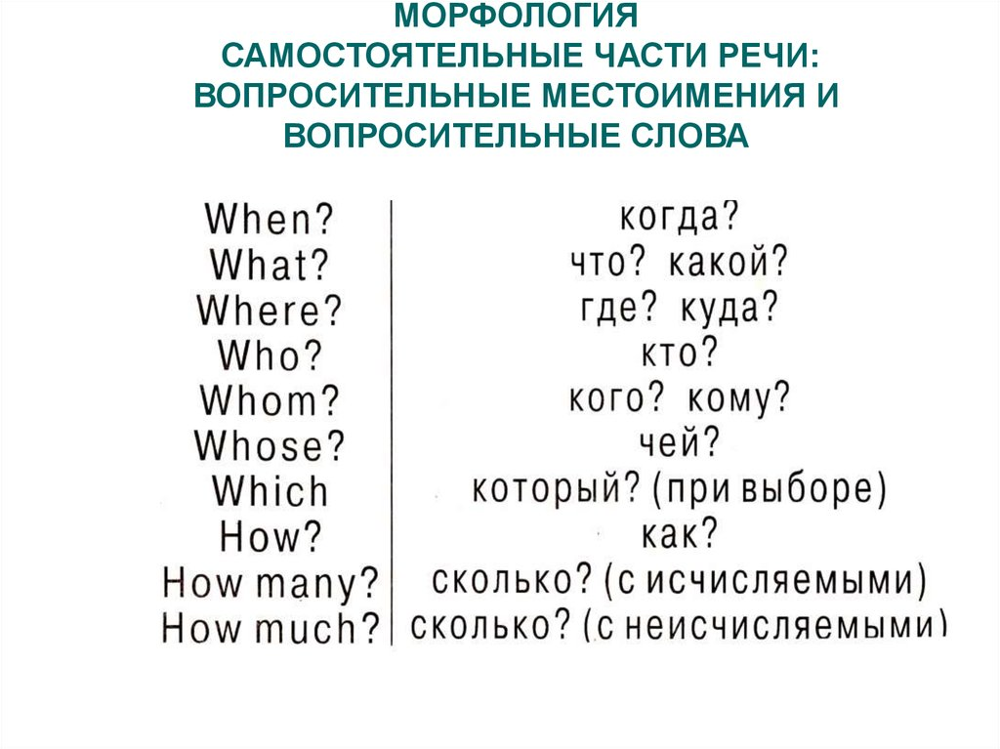 МОРФОЛОГИЯ
САМОСТОЯТЕЛЬНЫЕ ЧАСТИ РЕЧИ:
ВОПРОСИТЕЛЬНЫЕ МЕСТОИМЕНИЯ И
ВОПРОСИТЕЛЬНЫЕ СЛОВА
When? когда?
What? что? какой?
Where? где? куда?
Who? кто?
Whom? кого? кому?
Whose? чей?
Which который? (при выборе)
How? как?
How many? сколько? (с исчисляемыми)
How much? сколько? (с неисчисляемыми)